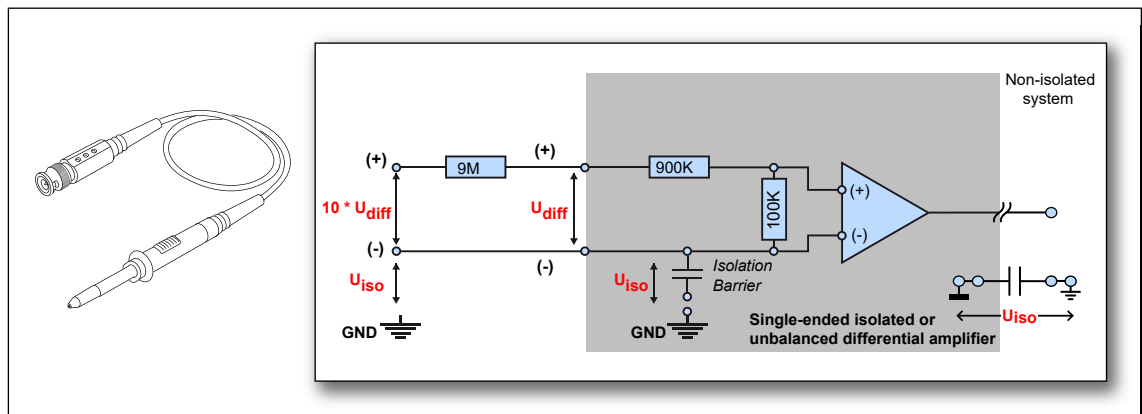 Non-isolated
system
(+)
9M
(+)
900K
100K
(+)
(-)
10 * Udiff
Udiff
(-)
(-)
Uiso
Uiso
Isolation
Barrier
GND
GND
Single-ended isolated or
unbalanced differential amplifier
Uiso